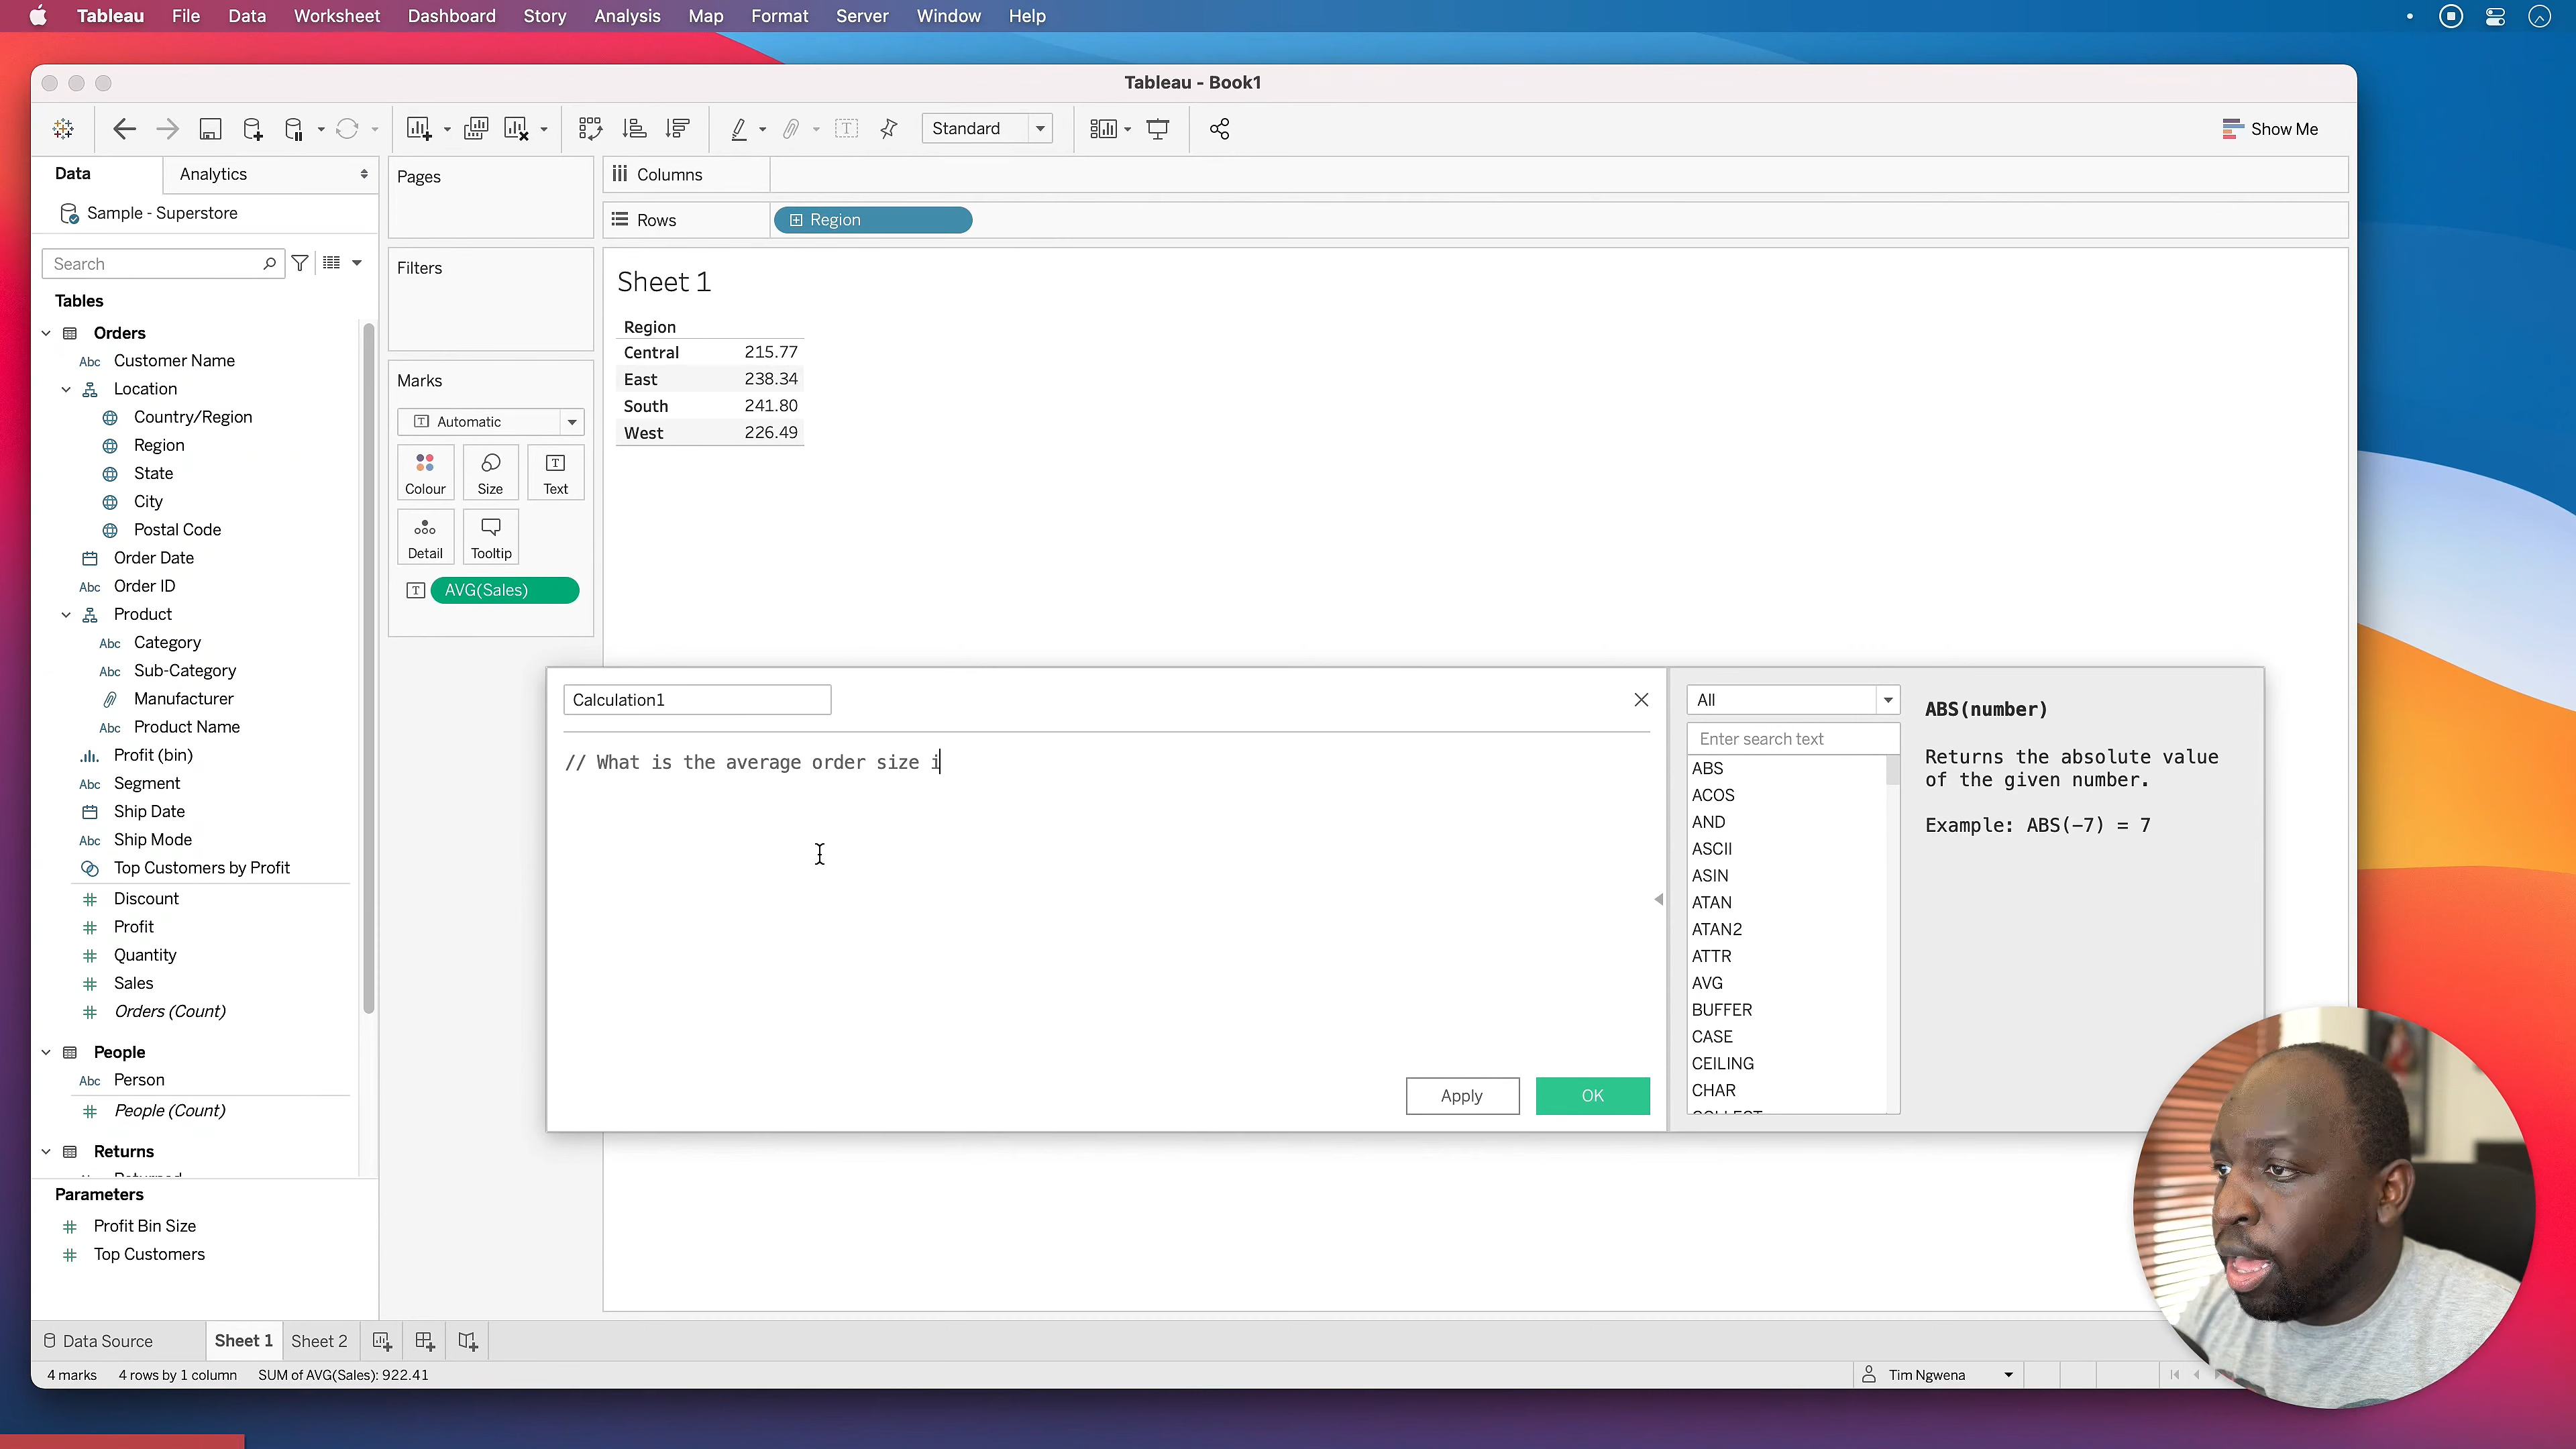 Tableau File Data Worksheet Dashboard Story Analysis Map Format Server Window Help
Tableau - Book1
Standard
Show Me
Data Analytics
Sample - Superstore
Search
Tables
Orders
Abc Customer Name
Location
Country/Region
Region
State
City
Postal Code
Order Date
Abc Order ID
Product
Abc Category
Abc Sub-Category
Manufacturer
Abc Product Name
Profit (bin)
Abc Segment
Ship Date
Abc Ship Mode
Top Customers by Profit
# Discount
# Profit
# Quantity
# Sales
# Orders (Count)
People
Abc Person
# People (Count)
Returns
Parameters
# Profit Bin Size
# Top Customers
Pages
Filters
Marks
T Automatic
Colour Size T Text
Detail Tooltip
T AVG(Sales)
Columns
Rows Region
Sheet 1
Region
Central 215.77
East 238.34
South 241.80
West 226.49
Calculation1
// What is the average order size i
Apply OK
All
Enter search text
ABS
ACOS
AND
ASCII
ASIN
ATAN
ATAN2
ATTR
AVG
BUFFER
CASE
CEILING
CHAR
ABS(number)
Returns the absolute value
of the given number.
Example: ABS(-7) = 7
Data Source Sheet 1 Sheet 2
4 marks 4 rows by 1 column SUM of AVG(Sales): 922.41
Tim Ngwena